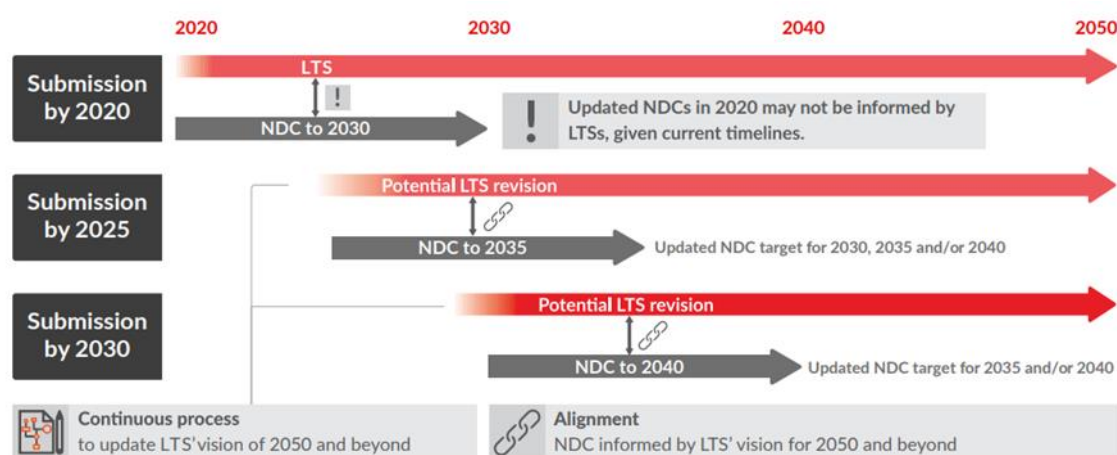 2020 2030 2040 2050
Submission
by 2020
LTS
!
NDC to 2030
!
Updated NDCs in 2020 may not be informed by
LTSs, given current timelines.
Submission
by 2025
Potential LTS revision
NDC to 2035
Updated NDC target for 2030, 2035 and/or 2040
Submission
by 2030
Potential LTS revision
NDC to 2040
Updated NDC target for 2035 and/or 2040
Continuous process
to update LTS' vision of 2050 and beyond
Alignment
NDC informed by LTS' vision for 2050 and beyond